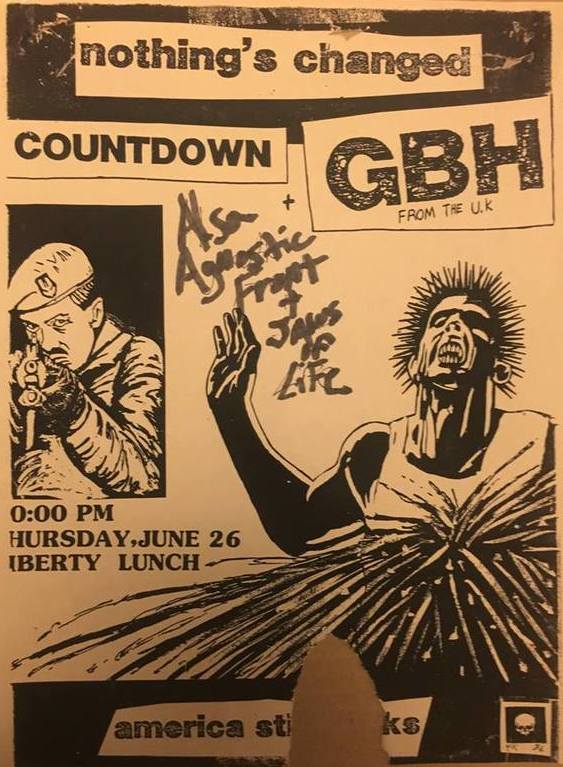 nothing's changed
COUNTDOWN
+
GBH
FROM THE U.K
Also
Agnostic
Front
+
JAWS
OF
LiFE
0:00 PM
HURSDAY,JUNE 26
IBERTY LUNCH
america sti ks